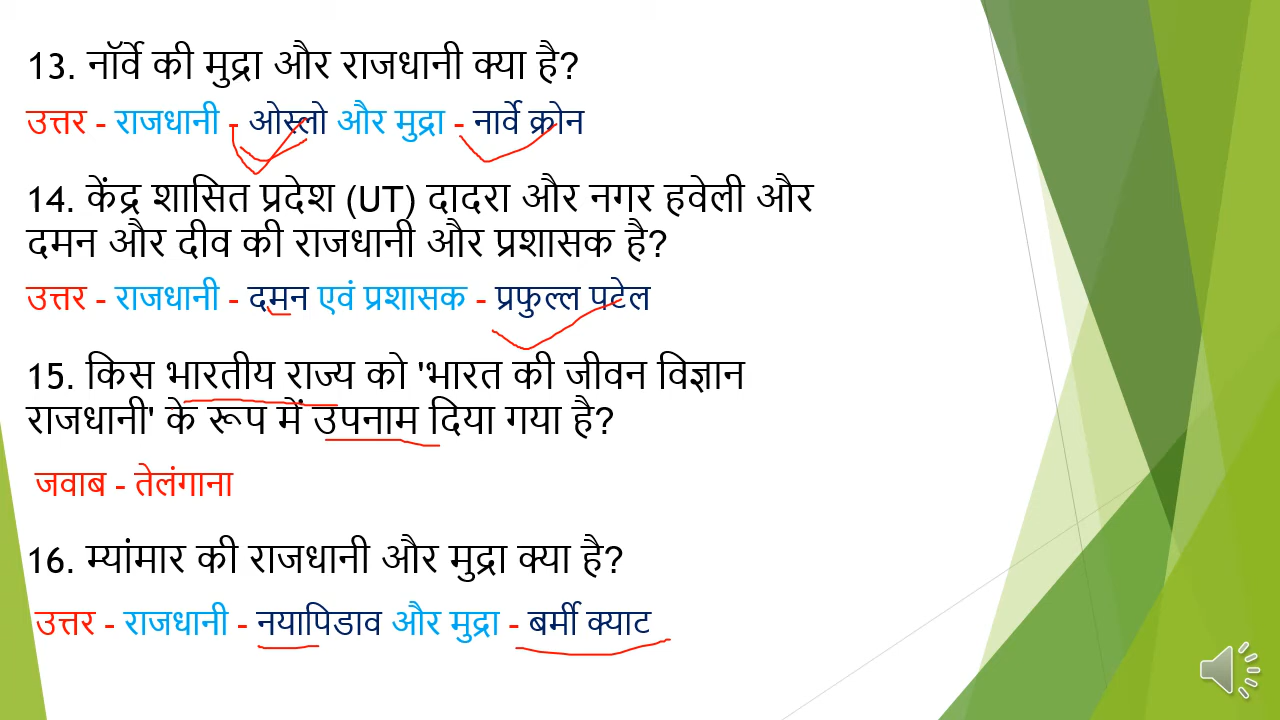 13. नॉर्वे की मुद्रा और राजधानी क्या है?
उत्तर - राजधानी - ओस्लो और मुद्रा - नार्वे क्रोन
14. केंद्र शासित प्रदेश (UT) दादरा और नगर हवेली और
दमन और दीव की राजधानी और प्रशासक है?
उत्तर - राजधानी - दमन एवं प्रशासक - प्रफुल्ल पटेल
15. किस भारतीय राज्य को 'भारत की जीवन विज्ञान
राजधानी' के रूप में उपनाम दिया गया है?
जवाब - तेलंगाना
16. म्यांमार की राजधानी और मुद्रा क्या है?
उत्तर - राजधानी - नयापिडाव और मुद्रा - बर्मी क्याट